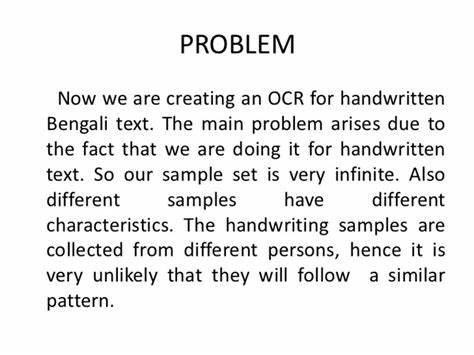 PROBLEM
Now we are creating an OCR for handwritten
Bengali text. The main problem arises due to
the fact that we are doing it for handwritten
text. So our sample set is very infinite. Also
different samples have different
characteristics. The handwriting samples are
collected from different persons, hence it is
very unlikely that they will follow a similar
pattern.